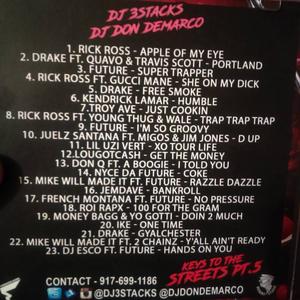 DJ 3STACKS
DJ DON DEMARCO
1. RICK ROSS - APPLE OF MY EYE
2. DRAKE FT. QUAVO & TRAVIS SCOTT - PORTLAND
3. FUTURE - SUPER TRAPPER
4. RICK ROSS FT. GUCCI MANE - SHE ON MY DICK
5. DRAKE - FREE SMOKE
6. KENDRICK LAMAR - HUMBLE
7.TROY AVE - JUST COOKIN
8. RICK ROSS FT. YOUNG THUG & WALE - TRAP TRAP TRAP
9. FUTURE - I'M SO GROOVY
10. JUELZ SANTANA FT. MIGOS & JIM JONES - D UP
11. LIL UZI VERT - XO TOUR LIFE
12.LOUGOTCASH - GET THE MONEY
13. DON Q FT. A BOOGIE - I TOLD YOU
14. NYCE DA FUTURE - COKE
15. MIKE WILL MADE IT FT. FUTURE - RAZZLE DAZZLE
16. JEMDAVE - BANKROLL
17. FRENCH MONTANA FT. FUTURE - NO PRESSURE
18. ROI RAPX - 100 FOR THE GRAM
19. MONEY BAGG & YO GOTTI - DOIN 2 MUCH
20. IKE - ONE TIME
21. DRAKE - GYALCHESTER
22. MIKE WILL MADE IT FT. 2 CHAINZ - Y'ALL AIN'T READY
23. DJ ESCO FT. FUTURE - HANDS ON YOU
KEYS TO THE
STREETS PT.5
CONTACT - 917-699-1186
@DJ3STACKS @DJDONDEMARCO